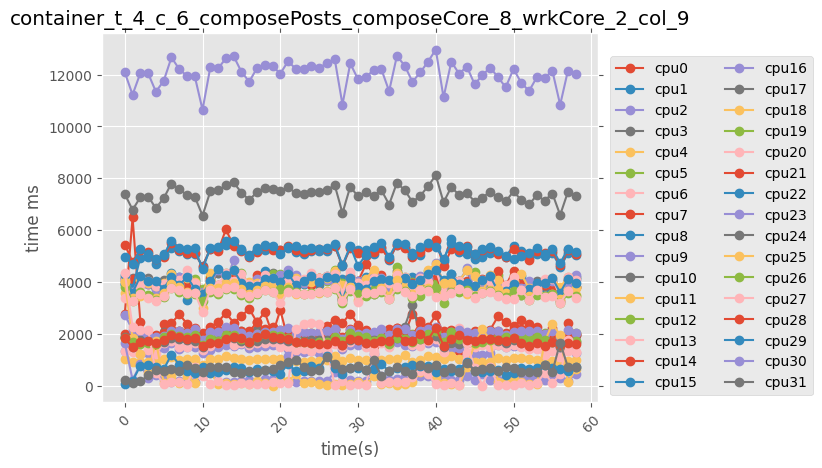 container_t_4_c_6_composePosts_composeCore_8_wrkCore_2_col_9
12000
10000
8000
6000
4000
2000
0
time ms
0 10 20 30 40 50 60
time(s)
cpu0
cpu1
cpu2
cpu3
cpu4
cpu5
cpu6
cpu7
cpu8
cpu9
cpu10
cpu11
cpu12
cpu13
cpu14
cpu15
cpu16
cpu17
cpu18
cpu19
cpu20
cpu21
cpu22
cpu23
cpu24
cpu25
cpu26
cpu27
cpu28
cpu29
cpu30
cpu31